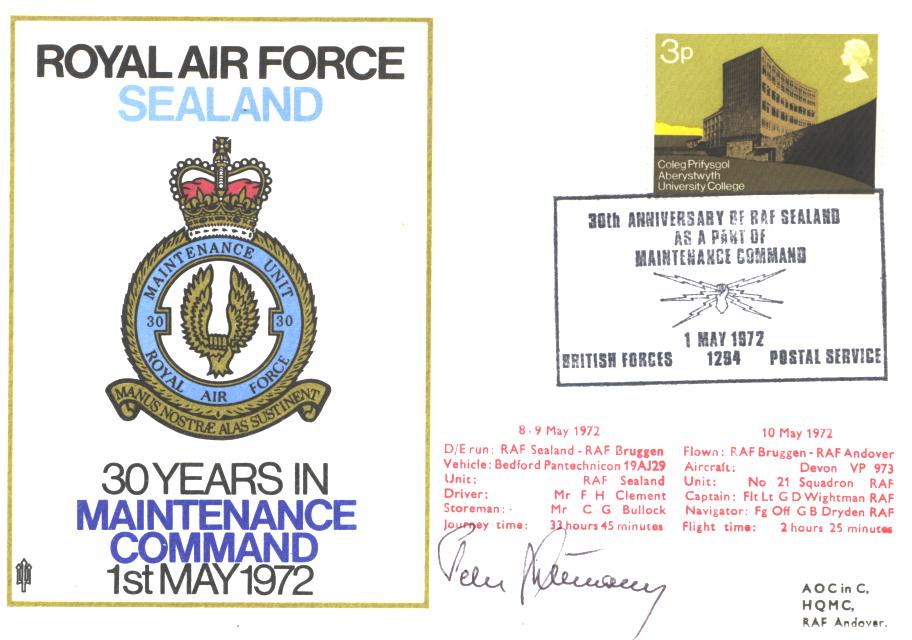 ROYAL AIR FORCE
SEALAND
MAINTENANCE UNIT
30 30
ROYAL AIR FORCE
MANUS NOSTRÆ ALAS SUSTINENT
30 YEARS IN
MAINTENANCE
COMMAND
1st MAY 1972
3p
Coleg Prifysgol
Aberystwyth
University College
30th ANNIVERSARY OF RAF SEALAND
AS A PART OF
MAINTENANCE COMMAND
1 MAY 1972
BRITISH FORCES 1294 POSTAL SERVICE
8-9 May 1972
D/E run: RAF Sealand - RAF Bruggen
Vehicle: Bedford Pantechnicon 19AJ29
Unit: RAF Sealand
Driver: Mr F H Clement
Storeman: Mr C G Bullock
Journey time: 33 hours 45 minutes
10 May 1972
Flown: RAF Bruggen - RAF Andover
Aircraft: Devon VP 973
Unit: No 21 Squadron RAF
Captain: Flt Lt G D Wightman RAF
Navigator: Fg Off G B Dryden RAF
Flight time: 2 hours 25 minutes
Peter
AOC in C,
HQMC,
RAF Andover.